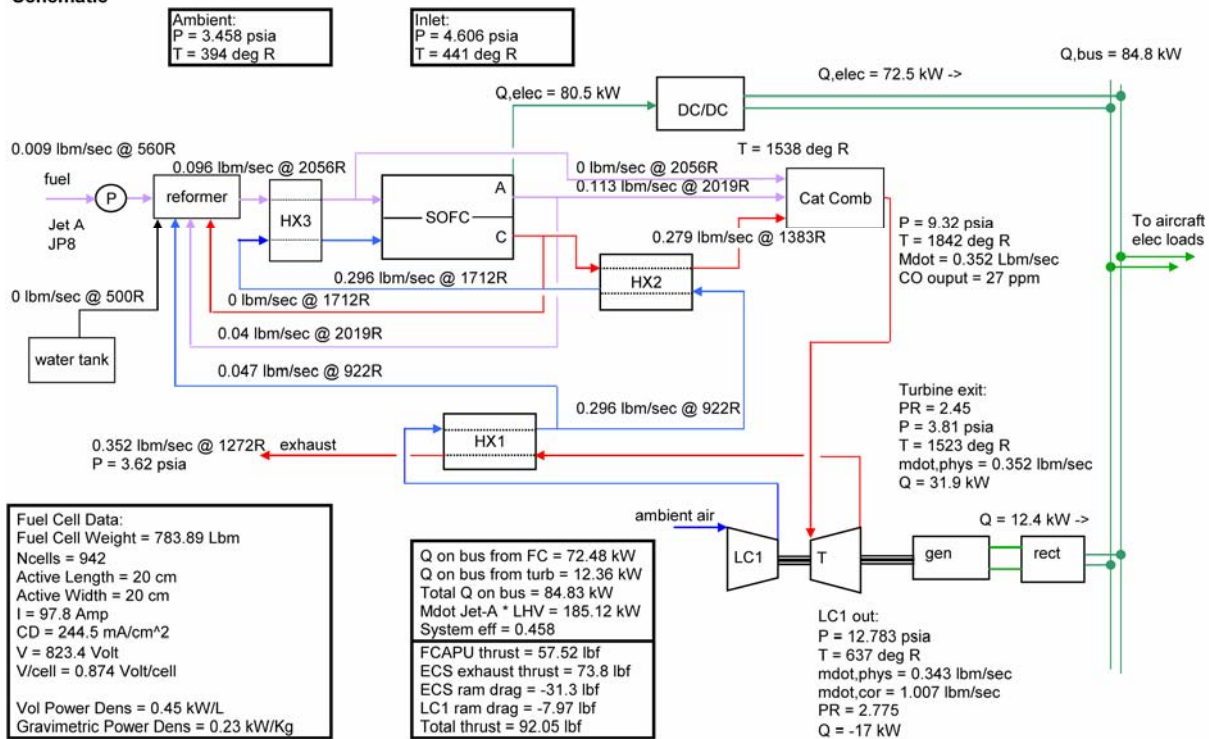 Schematic
Ambient:
P = 3.458 psia
T = 394 deg R
Inlet:
P = 4.606 psia
T = 441 deg R
Q,bus = 84.8 kW
Q,elec = 72.5 kW ->
Q,elec = 80.5 kW
DC/DC
T = 1538 deg R
0.009 lbm/sec @ 560R
0.096 lbm/sec @ 2056R
0 lbm/sec @ 2056R
0.113 lbm/sec @ 2019R
fuel
P
reformer
HX3
A
SOFC
C
Cat Comb
Jet A
JP8
0.279 lbm/sec @ 1383R
P = 9.32 psia
T = 1842 deg R
Mdot = 0.352 Lbm/sec
CO ouput = 27 ppm
To aircraft
elec loads
HX2
0.296 lbm/sec @ 1712R
0 lbm/sec @ 500R
0 lbm/sec @ 1712R
0.04 lbm/sec @ 2019R
water tank
0.047 lbm/sec @ 922R
0.296 lbm/sec @ 922R
HX1
0.352 lbm/sec @ 1272R exhaust
P = 3.62 psia
Turbine exit:
PR = 2.45
P = 3.81 psia
T = 1523 deg R
mdot,phys = 0.352 lbm/sec
Q = 31.9 kW
ambient air
LC1
T
gen
rect
Q = 12.4 kW ->
Fuel Cell Data:
Fuel Cell Weight = 783.89 Lbm
Ncells = 942
Active Length = 20 cm
Active Width = 20 cm
I = 97.8 Amp
CD = 244.5 mA/cm^2
V = 823.4 Volt
V/cell = 0.874 Volt/cell
Vol Power Dens = 0.45 kW/L
Gravimetric Power Dens = 0.23 kW/Kg
Q on bus from FC = 72.48 kW
Q on bus from turb = 12.36 kW
Total Q on bus = 84.83 kW
Mdot Jet-A * LHV = 185.12 kW
System eff = 0.458
FCAPU thrust = 57.52 lbf
ECS exhaust thrust = 73.8 lbf
ECS ram drag = -31.3 lbf
LC1 ram drag = -7.97 lbf
Total thrust = 92.05 lbf
LC1 out:
P = 12.783 psia
T = 637 deg R
mdot,phys = 0.343 lbm/sec
mdot,cor = 1.007 lbm/sec
PR = 2.775
Q = -17 kW